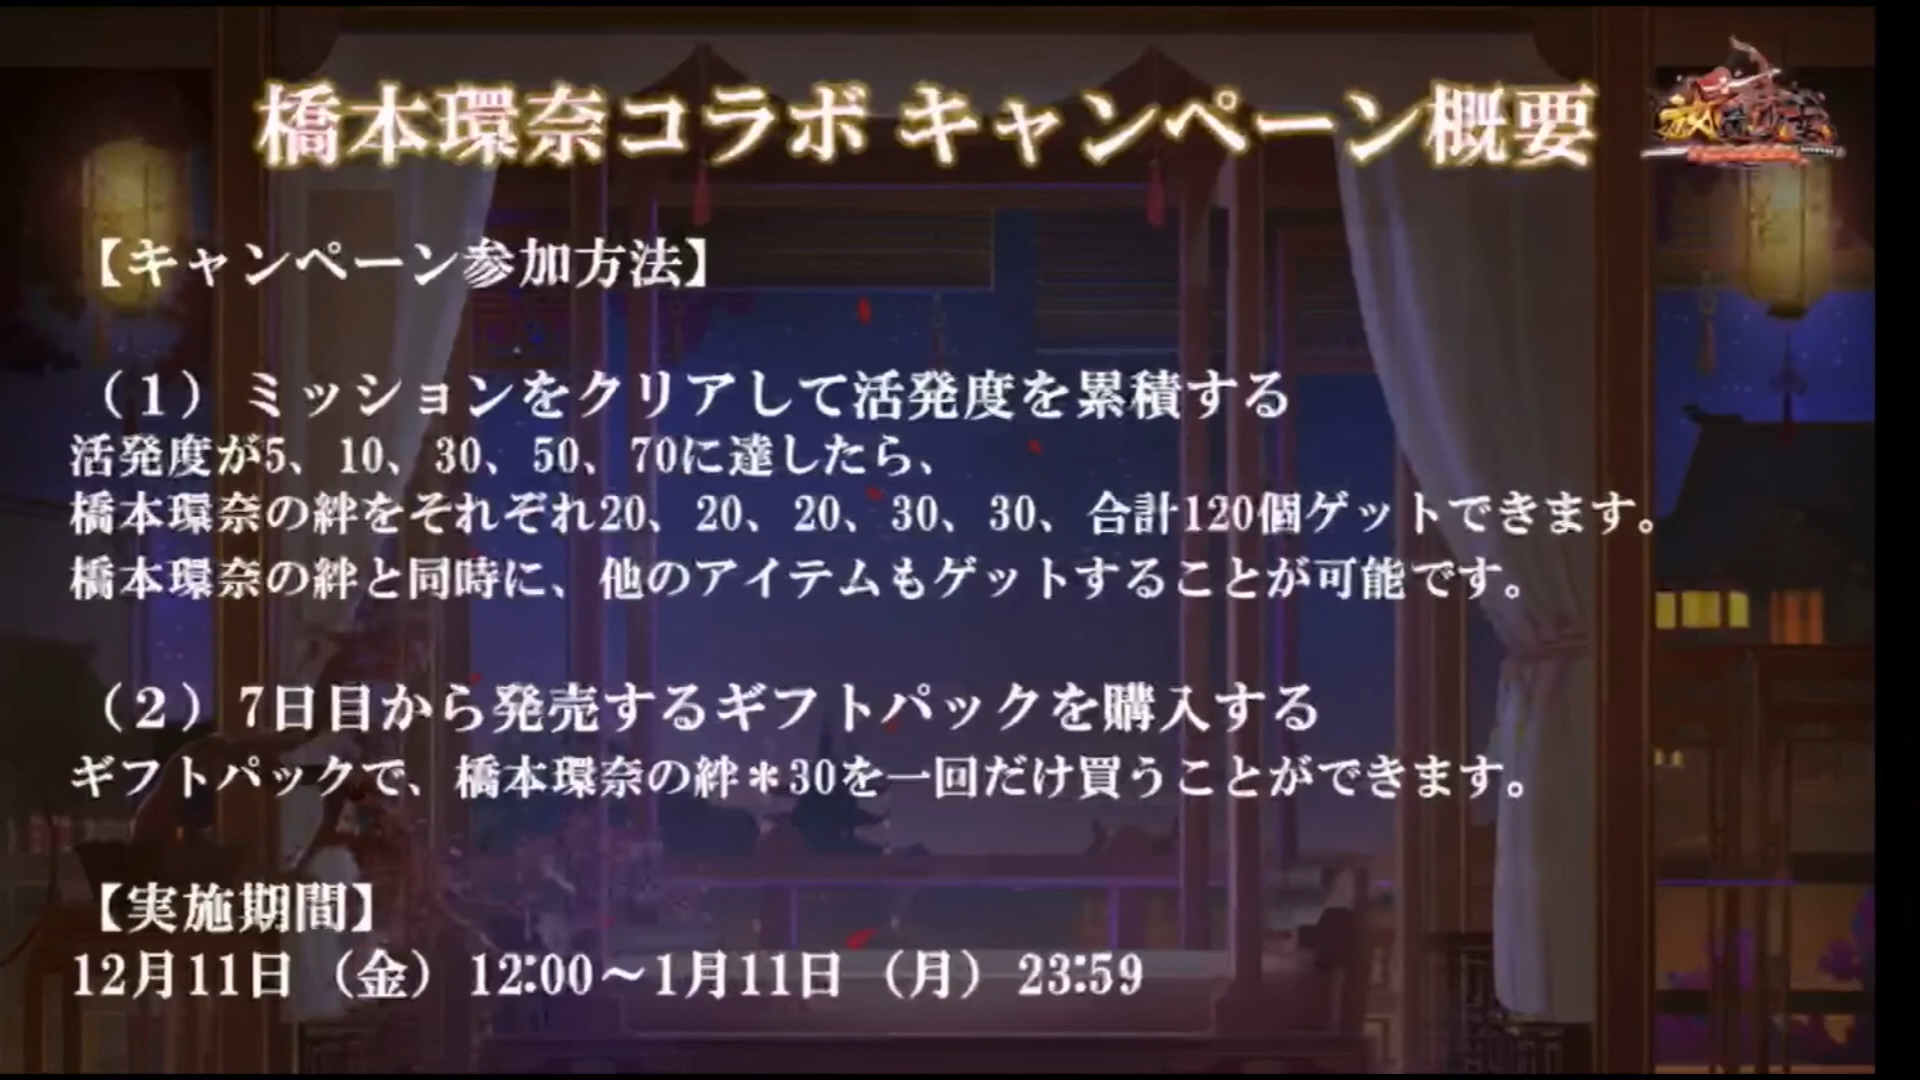 橋本環奈コラボ キャンペーン概要
【キャンペーン参加方法】
（1） ミッションをクリアして活発度を累積する
活発度が5、10、30、50、70に達したら、
橋本環奈の絆をそれぞれ20、20、20、30、30、合計120個ゲットできます。
橋本環奈の絆と同時に、他のアイテムもゲットすることが可能です。
（2）7日目から発売するギフトパックを購入する
ギフトパックで、橋本環奈の絆＊30を一回だけ買うことができます。
【実施期間】
12月11日（金）12:00～1月11日（月）23:59